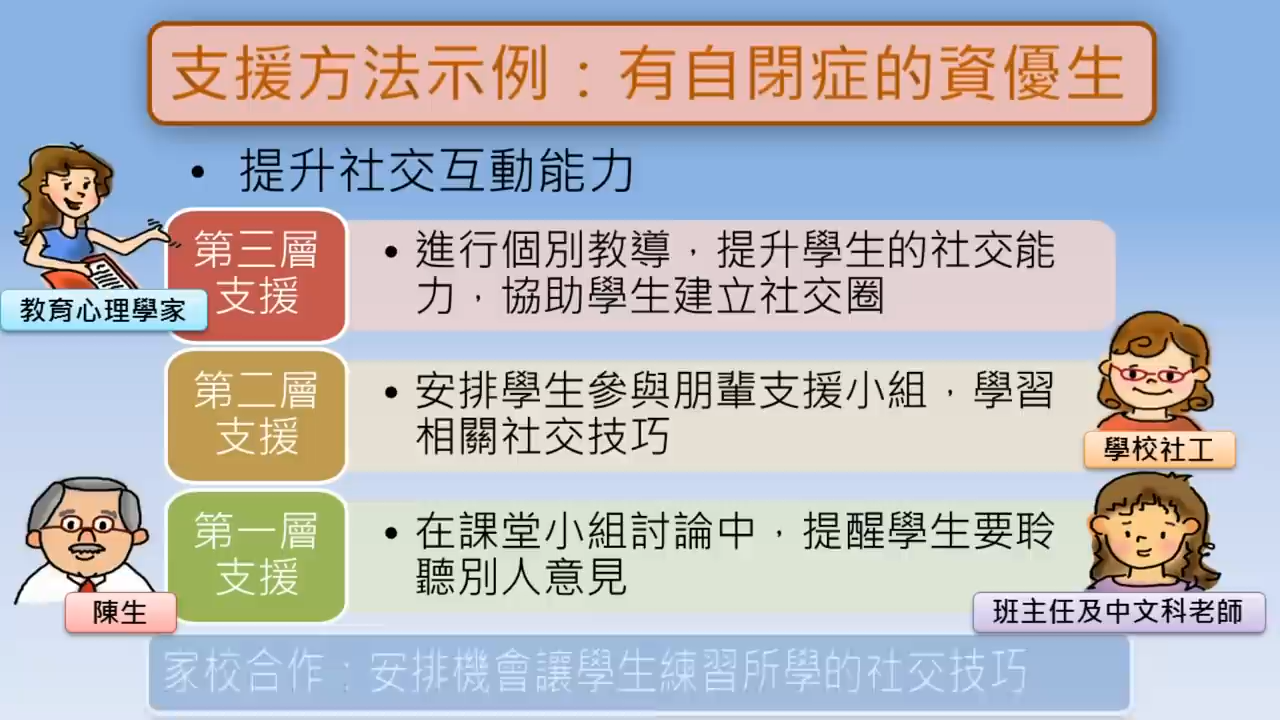 支援方法示例：有自閉症的資優生
• 提升社交互動能力
第三層
支援
• 進行個別教導，提升學生的社交能
力，協助學生建立社交圈
教育心理學家
第二層
支援
• 安排學生參與朋輩支援小組，學習
相關社交技巧
學校社工
第一層
支援
• 在課堂小組討論中，提醒學生要聆
聽別人意見
陳生
班主任及中文科老師
家校合作：安排機會讓學生練習所學的社交技巧